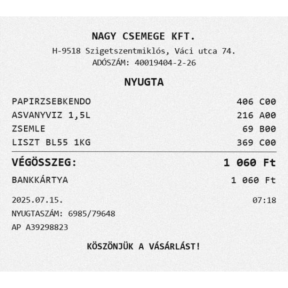 NAGY CSEMEGE KFT.
H-9518 Szigetszentmiklós, Váci utca 74.
ADÓSZÁM: 40019404-2-26
NYUGTA
PAPIRZSEBKENDO 406 C00
ASVANYVIZ 1,5L 216 A00
ZSEMLE 69 B00
LISZT BL55 1KG 369 C00
VÉGÖSSZEG: 1 060 Ft
BANKKÁRTYA 1 060 Ft
2025.07.15. 07:18
NYUGTASZÁM: 6985/79648
AP A39298823
KÖSZÖNJÜK A VÁSÁRLÁST!